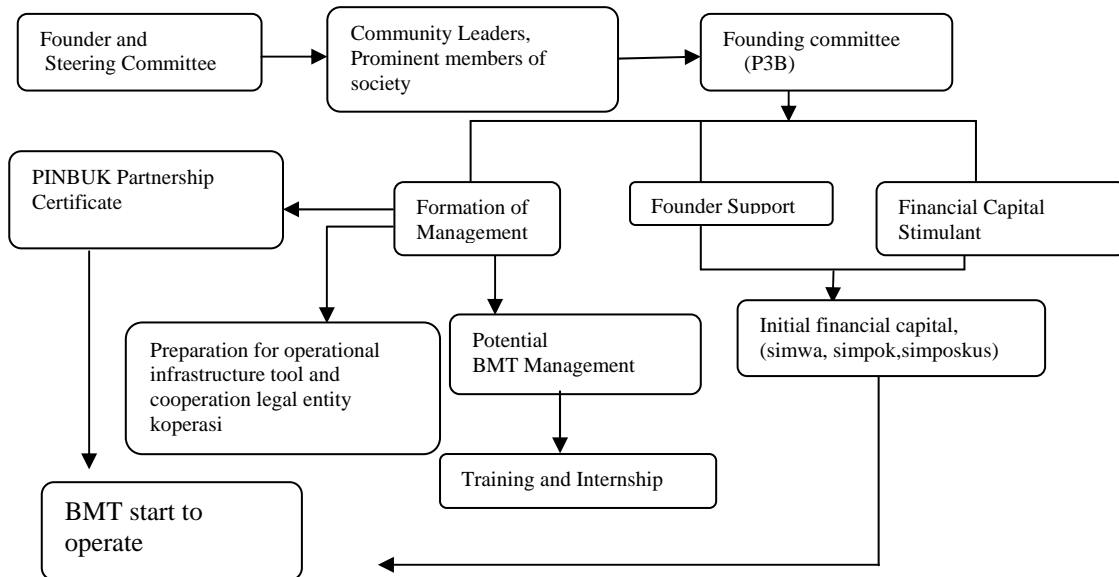 Founder and
Steering Committee
Community Leaders,
Prominent members of
society
Founding committee
(P3B)
PINBUK Partnership
Certificate
Formation of
Management
Founder Support
Financial Capital
Stimulant
Preparation for operational
infrastructure tool and
cooperation legal entity
koperasi
Potential
BMT Management
Initial financial capital,
(simwa, simpok,simposkus)
Training and Internship
BMT start to
operate